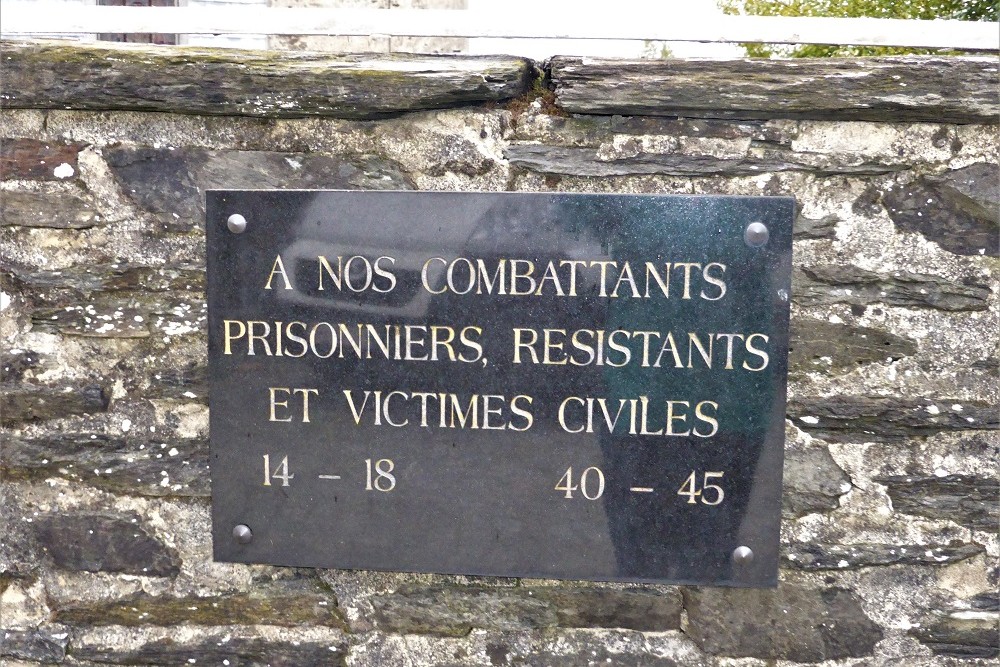 A NOS COMBATTANTS
PRISONNIERS, RESISTANTS
ET VICTIMES CIVILES
14 – 18 40 – 45